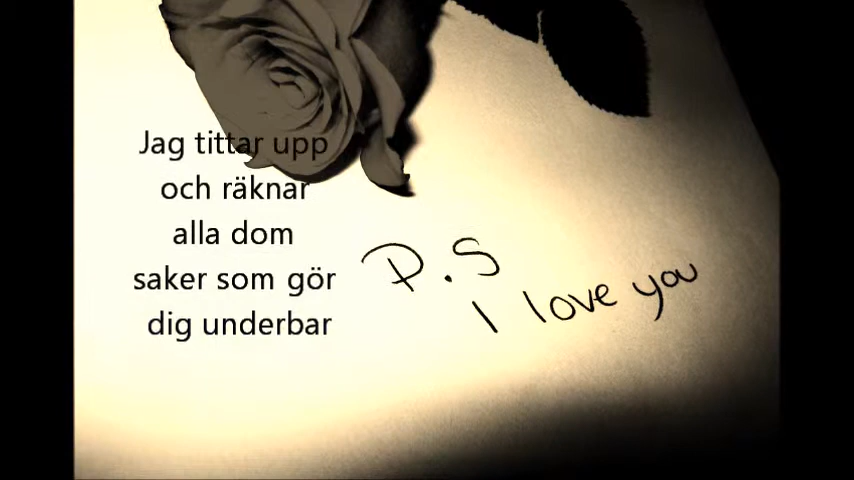 Jag tittar upp
och räknar
alla dom
saker som gör
dig underbar
P.S
I love you